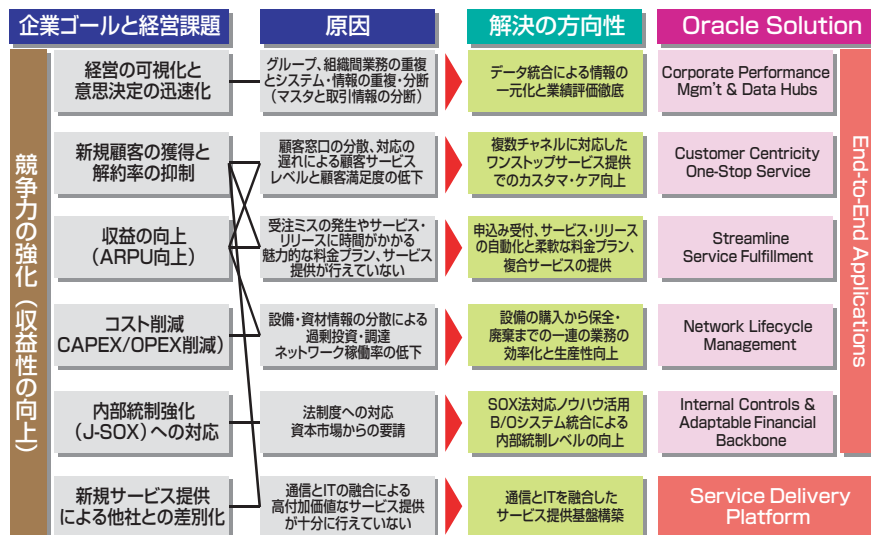 企業ゴールと経営課題
原因
解決の方向性
Oracle Solution
競争力の強化（収益性の向上）
経営の可視化と
意思決定の迅速化
グループ、組織間業務の重複
とシステム・情報の重複・分断
（マスタと取引情報の分断）
データ統合による情報の
一元化と業績評価徹底
Corporate Performance
Mgm't & Data Hubs
新規顧客の獲得と
解約率の抑制
顧客窓口の分散、対応の
遅れによる顧客サービス
レベルと顧客満足度の低下
複数チャネルに対応した
ワンストップサービス提供
でのカスタマ・ケア向上
Customer Centricity
One-Stop Service
収益の向上
（ARPU向上）
受注ミスの発生やサービス・
リリースに時間がかかる
魅力的な料金プラン、サービス
提供が行えていない
申込み受付、サービス・リリース
の自動化と柔軟な料金プラン、
複合サービスの提供
Streamline
Service Fulfillment
コスト削減
CAPEX/OPEX削減）
設備・資材情報の分散による
過剰投資・調達
ネットワーク稼働率の低下
設備の購入から保全・
廃棄までの一連の業務の
効率化と生産性向上
Network Lifecycle
Management
内部統制強化
（J-SOX）への対応
法制度への対応
資本市場からの要請
SOX法対応ノウハウ活用
B/Oシステム統合による
内部統制レベルの向上
Internal Controls &
Adaptable Financial
Backbone
新規サービス提供
による他社との差別化
通信とITの融合による
高付加価値なサービス提供
が十分に行えていない
通信とITを融合した
サービス提供基盤構築
Service Delivery
Platform
End-to-End Applications